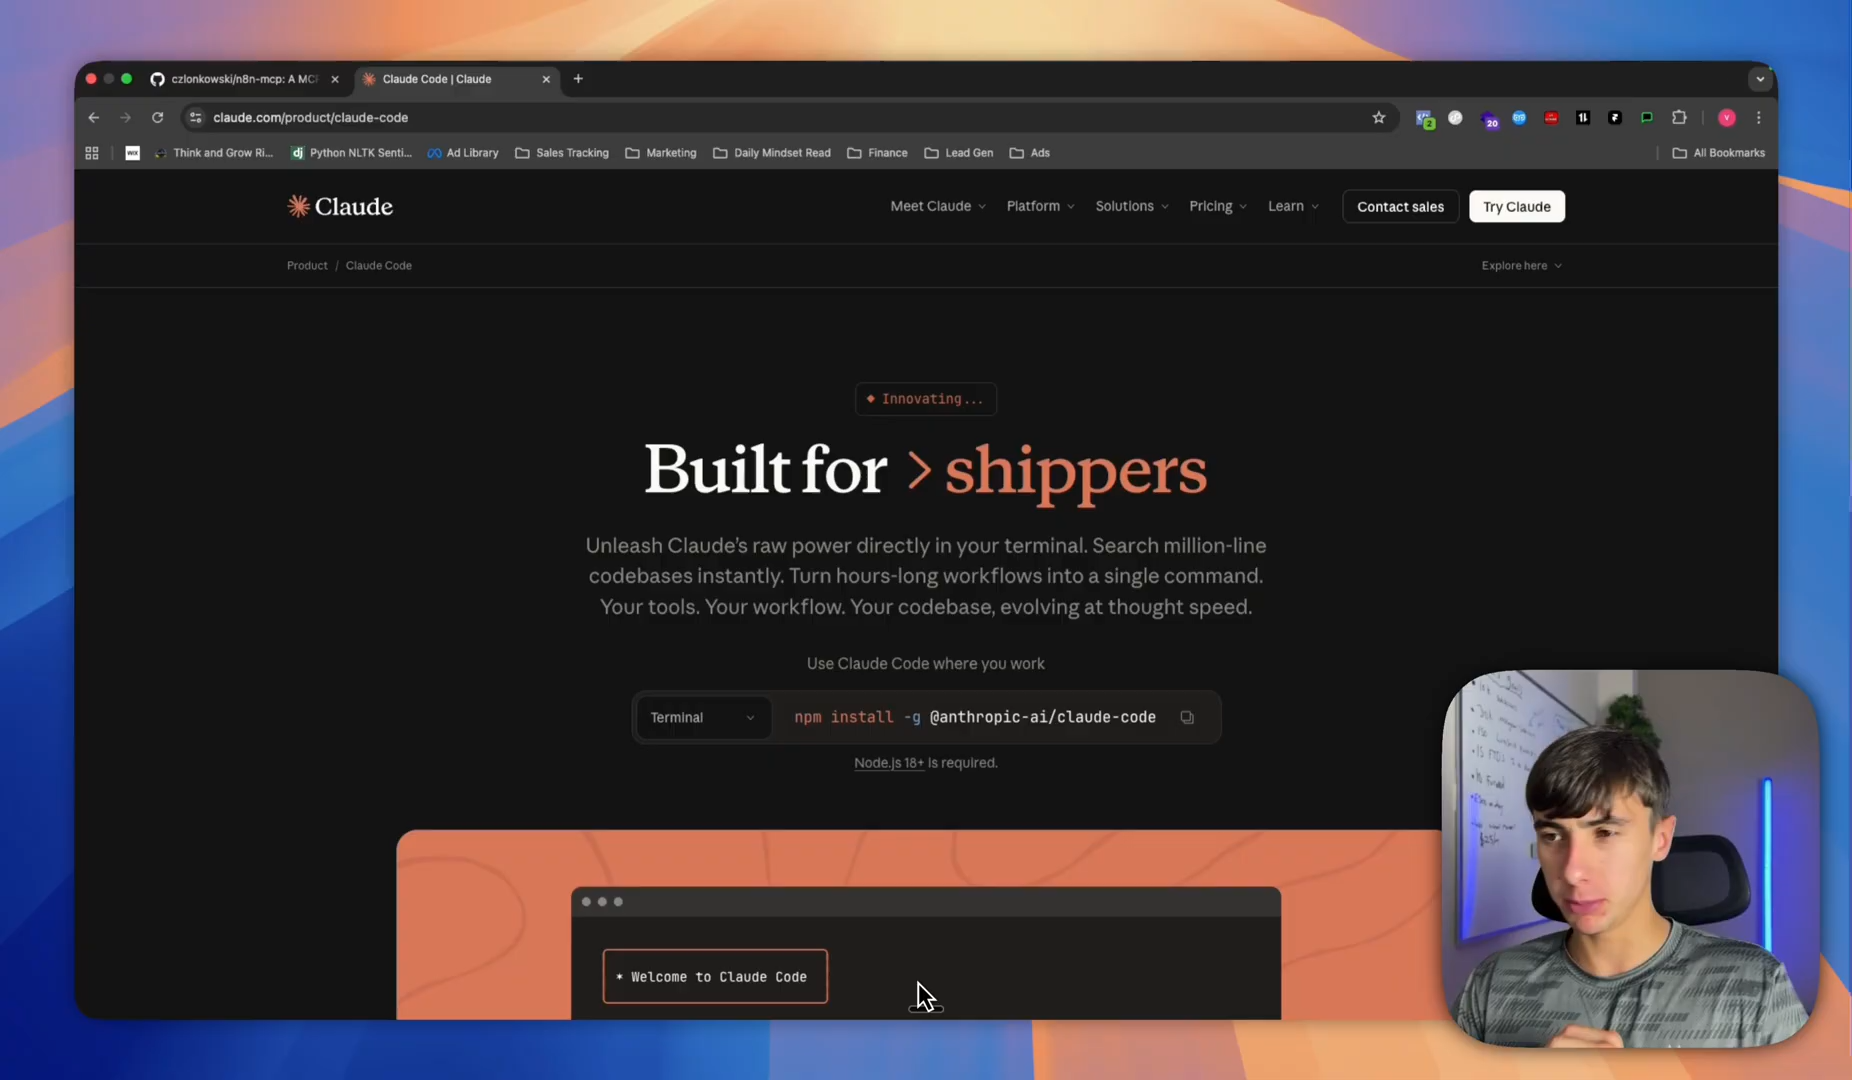 czlonkowski/n8n-mcp: A MC
Claude Code | Claude
claude.com/product/claude-code
2
20
Think and Grow Ri...
Python NLTK Senti...
Ad Library
Sales Tracking
Marketing
Daily Mindset Read
Finance
Lead Gen
Ads
All Bookmarks
Claude
Meet Claude
Platform
Solutions
Pricing
Learn
Contact sales
Try Claude
Product / Claude Code
Explore here
Innovating...
Built for > shippers
Unleash Claude's raw power directly in your terminal. Search million-line
codebases instantly. Turn hours-long workflows into a single command.
Your tools. Your workflow. Your codebase, evolving at thought speed.
Use Claude Code where you work
Terminal
npm install -g @anthropic-ai/claude-code
Node.js 18+ is required.
* Welcome to Claude Code